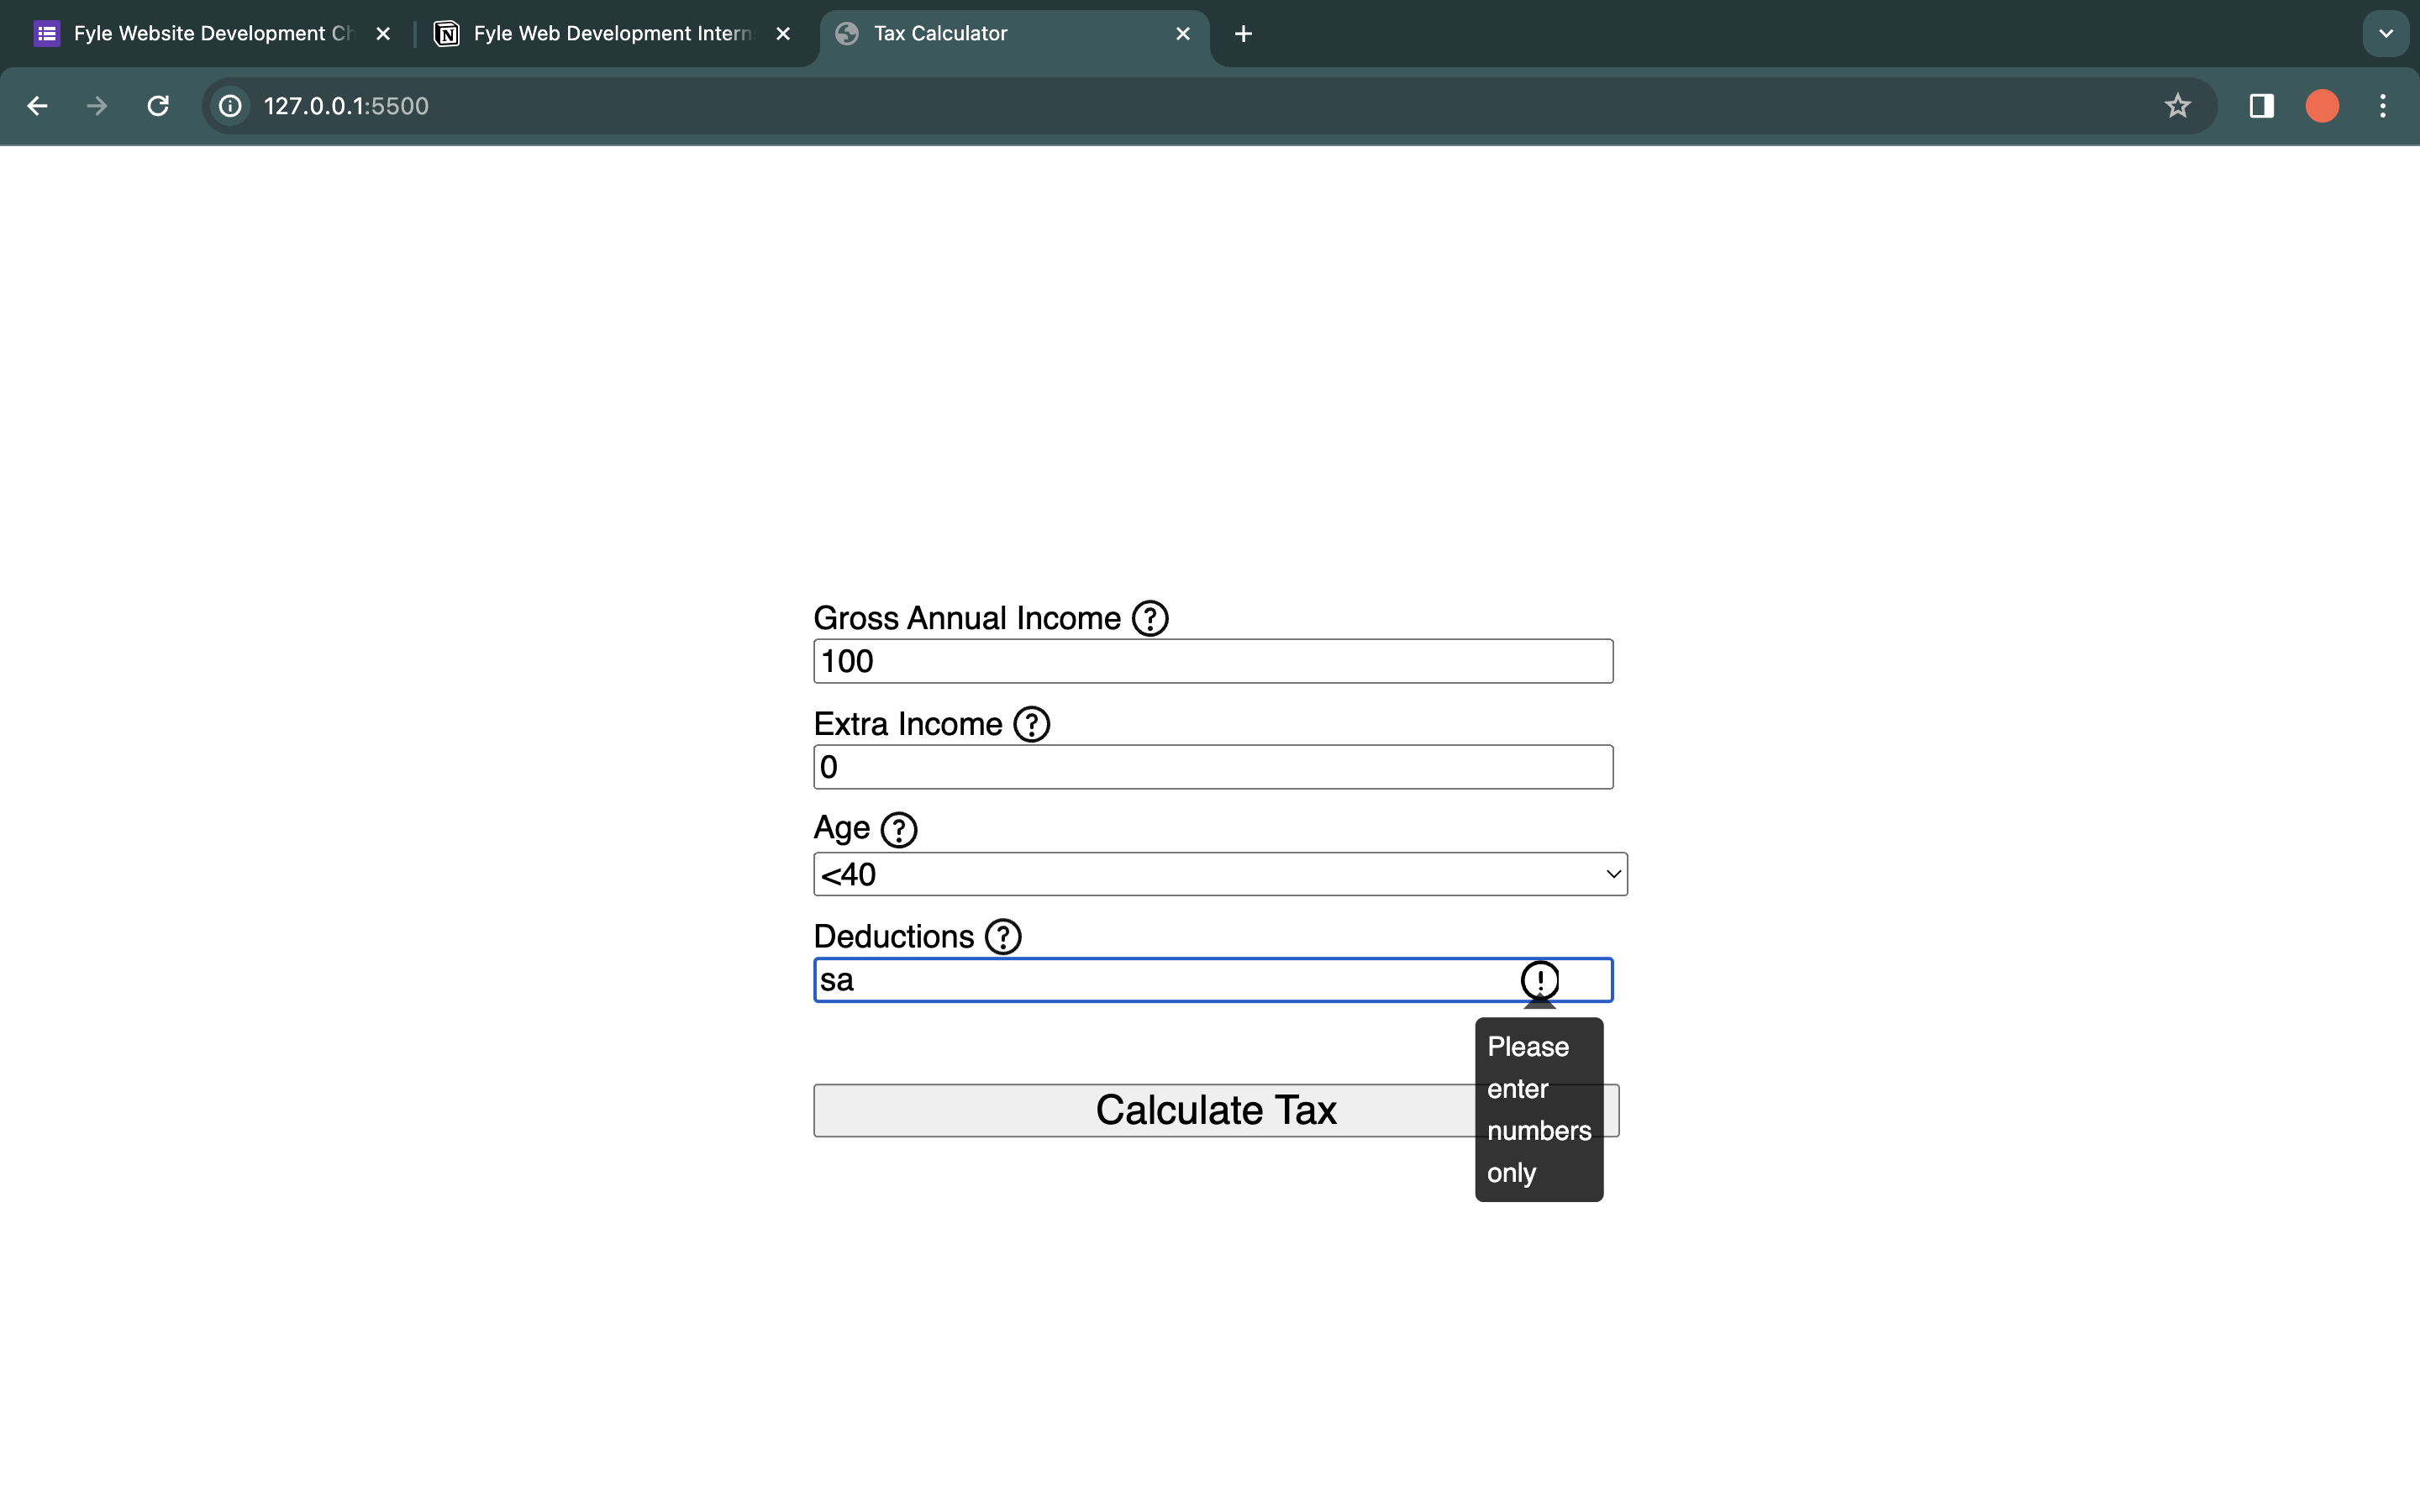 Fyle Website Development Ch
Fyle Web Development Intern
Tax Calculator
127.0.0.1:5500
Gross Annual Income ?
100
Extra Income ?
0
Age ?
<40
Deductions ?
sa
!
Please
enter
numbers
only
Calculate Tax